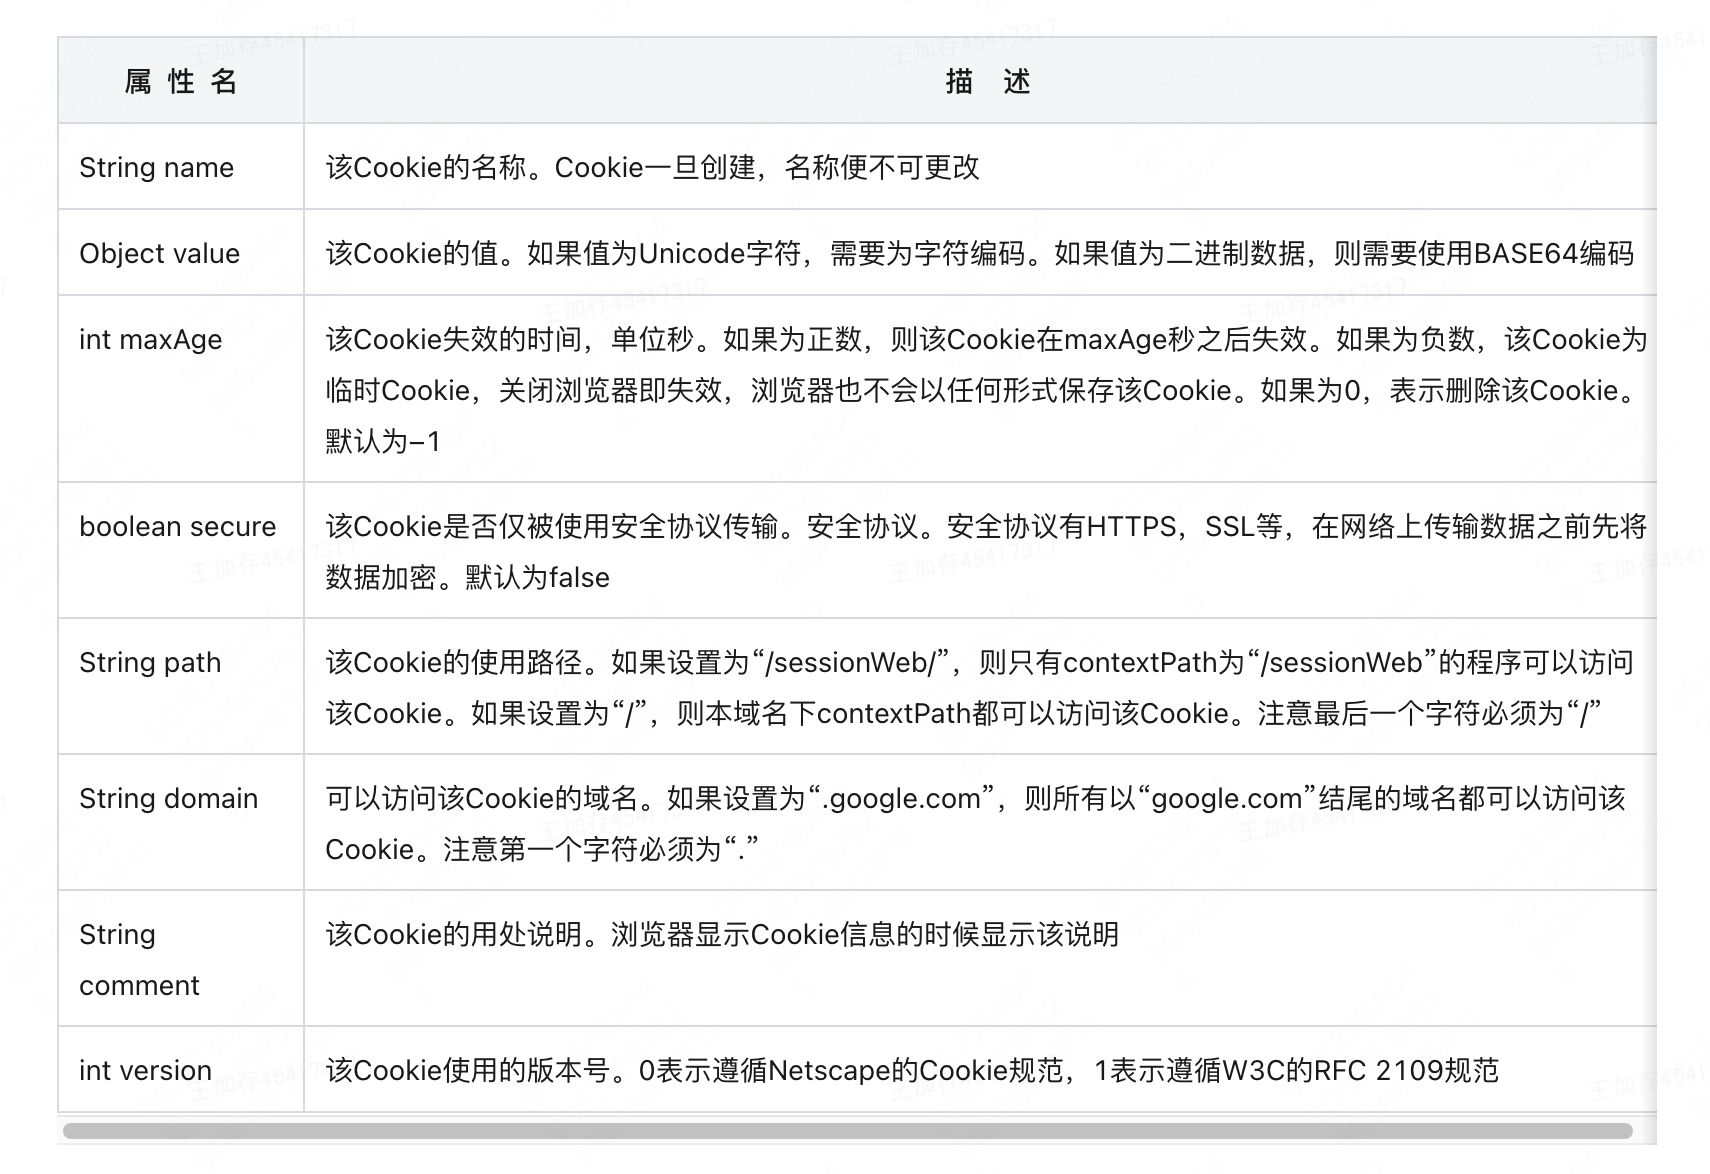 属 性 名
描 述
String name
该Cookie的名称。Cookie一旦创建，名称便不可更改
Object value
该Cookie的值。如果值为Unicode字符，需要为字符编码。如果值为二进制数据，则需要使用BASE64编码
int maxAge
该Cookie失效的时间，单位秒。如果为正数，则该Cookie在maxAge秒之后失效。如果为负数，该Cookie为
临时Cookie，关闭浏览器即失效，浏览器也不会以任何形式保存该Cookie。如果为0，表示删除该Cookie。
默认为–1
boolean secure
该Cookie是否仅被使用安全协议传输。安全协议。安全协议有HTTPS，SSL等，在网络上传输数据之前先将
数据加密。默认为false
String path
该Cookie的使用路径。如果设置为“/sessionWeb/”，则只有contextPath为“/sessionWeb”的程序可以访问
该Cookie。如果设置为“/”，则本域名下contextPath都可以访问该Cookie。注意最后一个字符必须为“/”
String domain
可以访问该Cookie的域名。如果设置为“.google.com”，则所有以“google.com”结尾的域名都可以访问该
Cookie。注意第一个字符必须为“.”
String
comment
该Cookie的用处说明。浏览器显示Cookie信息的时候显示该说明
int version
该Cookie使用的版本号。0表示遵循Netscape的Cookie规范，1表示遵循W3C的RFC 2109规范
王加存45417317